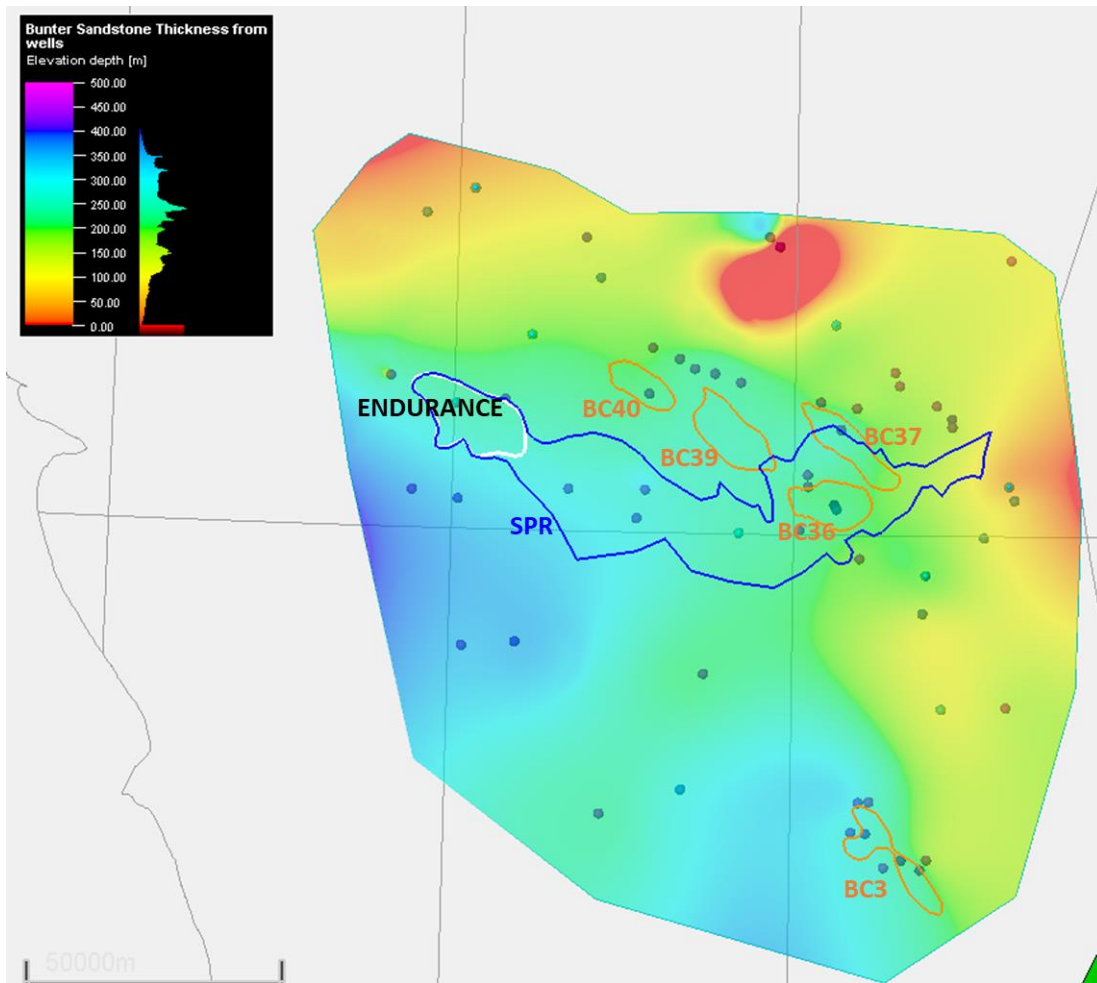 Bunter Sandstone Thickness from
wells
Elevation depth [m]
500.00
450.00
400.00
350.00
300.00
250.00
200.00
150.00
100.00
50.00
0.00
ENDURANCE
BC40
BC39
BC37
SPR
BC36
BC3
50000m